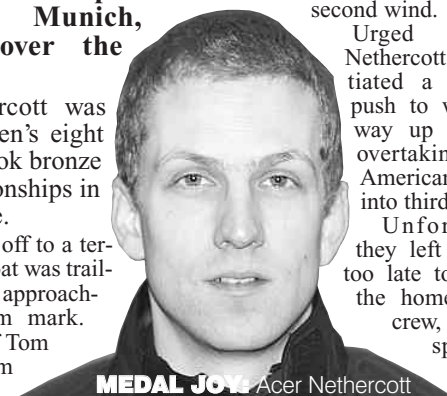 Munich,
over the
rcott was
en's eight
ok bronze
onships in
e.
off to a ter-
oat was trail-
approach-
m mark.
f Tom
m
second wind.
Urged
Nethercott
tiated a
push to w
way up
overtakin
American
into third
Unfor
they left
too late to
the home
crew,
sp
MEDAL JOY: Acer Nethercott